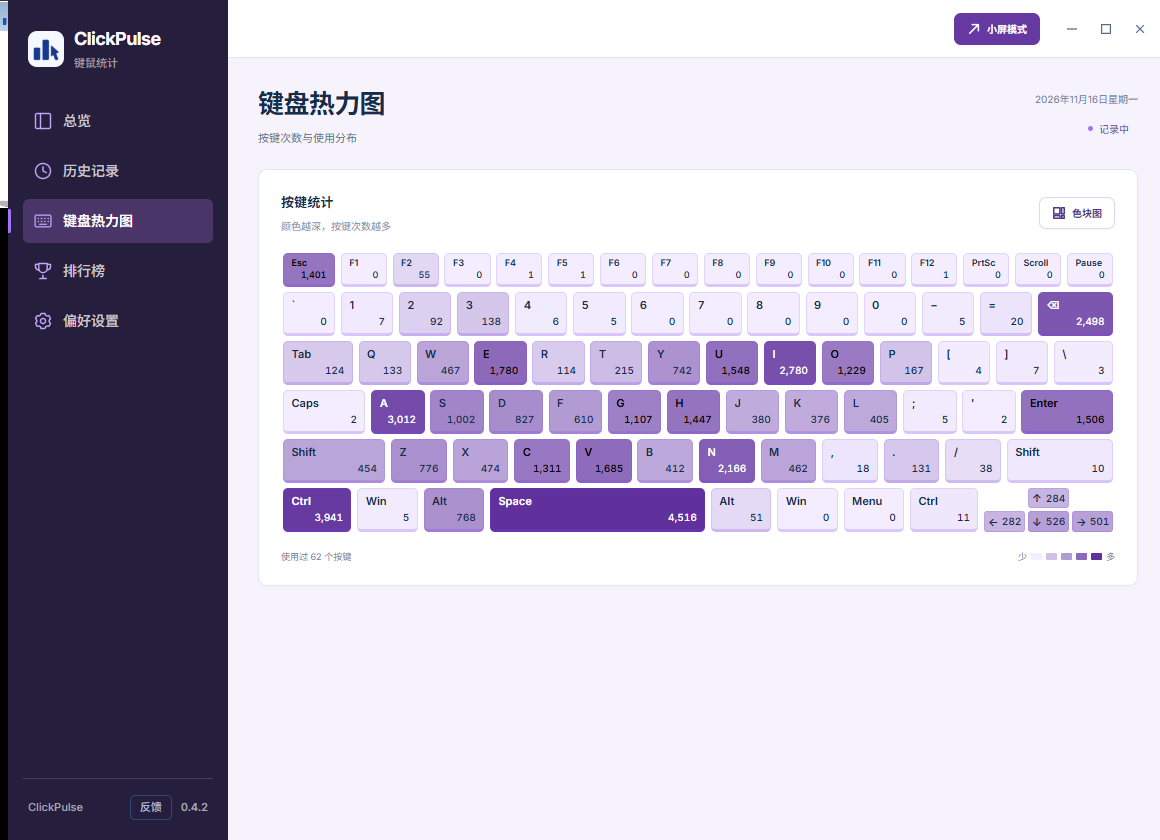 ClickPulse
键鼠统计
总览
历史记录
键盘热力图
排行榜
偏好设置
ClickPulse 反馈 0.4.2
小屏模式
键盘热力图
按键次数与使用分布
2026年11月16日星期一
记录中
按键统计
颜色越深，按键次数越多
色块图
Esc 1,401 F1 0 F2 55 F3 0 F4 1 F5 1 F6 0 F7 0 F8 0 F9 0 F10 0 F11 0 F12 1 PrtSc 0 Scroll 0 Pause 0
` 0 1 7 2 92 3 138 4 6 5 5 6 0 7 0 8 0 9 0 0 0 − 5 = 20 ⌫ 2,498
Tab 124 Q 133 W 467 E 1,780 R 114 T 215 Y 742 U 1,548 I 2,780 O 1,229 P 167 [ 4 ] 7 \ 3
Caps 2 A 3,012 S 1,002 D 827 F 610 G 1,107 H 1,447 J 380 K 376 L 405 ; 5 ' 2 Enter 1,506
Shift 454 Z 776 X 474 C 1,311 V 1,685 B 412 N 2,166 M 462 , 18 . 131 / 38 Shift 10
Ctrl 3,941 Win 5 Alt 768 Space 4,516 Alt 51 Win 0 Menu 0 Ctrl 11 ↑ 284
← 282 ↓ 526 → 501
使用过 62 个按键
少 多